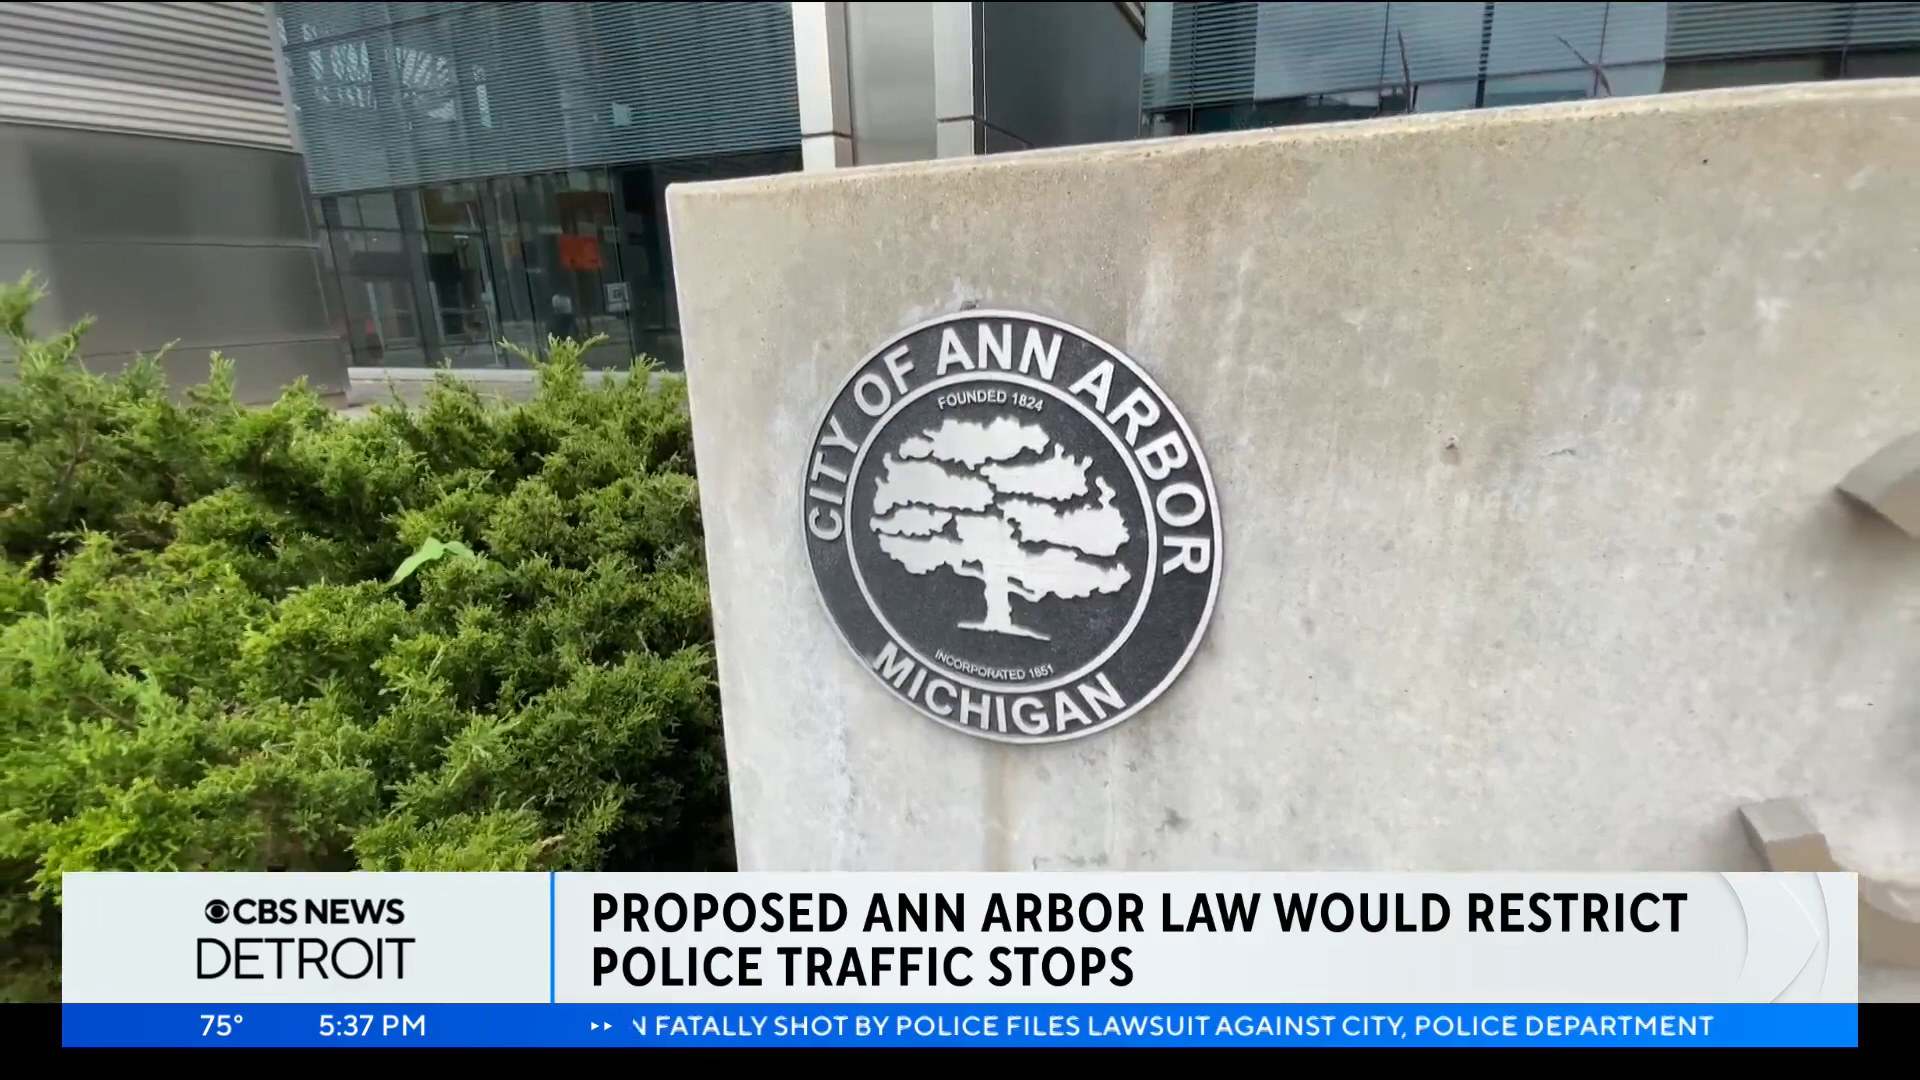 CITY OF ANN ARBOR
FOUNDED 1824
INCORPORATED 1851
MICHIGAN
CBS NEWS
DETROIT
PROPOSED ANN ARBOR LAW WOULD RESTRICT
POLICE TRAFFIC STOPS
75° 5:37 PM
FATALLY SHOT BY POLICE FILES LAWSUIT AGAINST CITY, POLICE DEPARTMENT